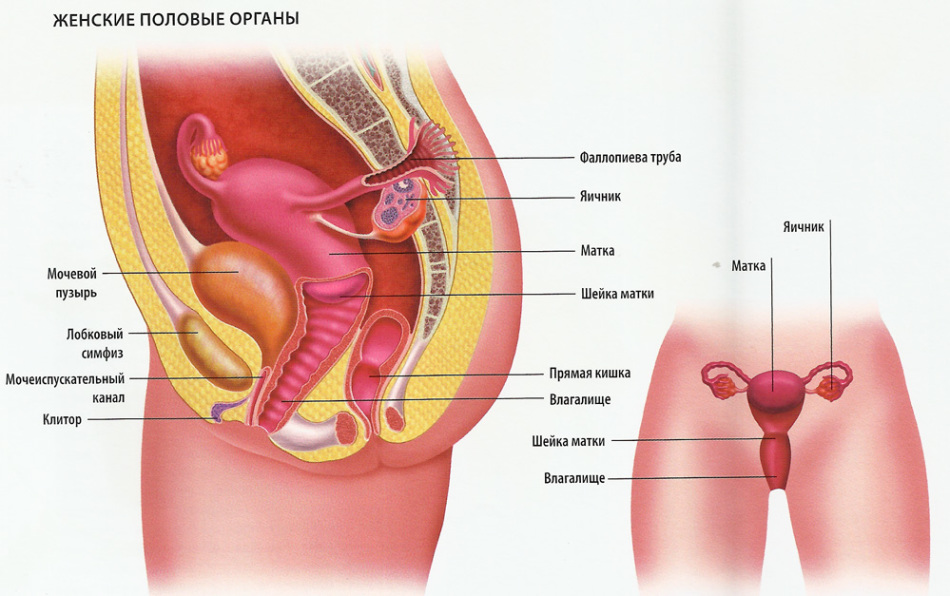 ЖЕНСКИЕ ПОЛОВЫЕ ОРГАНЫ
Фаллопиева труба
Яичник
Матка
Шейка матки
Прямая кишка
Влагалище
Мочевой
пузырь
Лобковый
симфиз
Мочеиспускательный
канал
Клитор
Яичник
Матка
Шейка матки
Влагалище